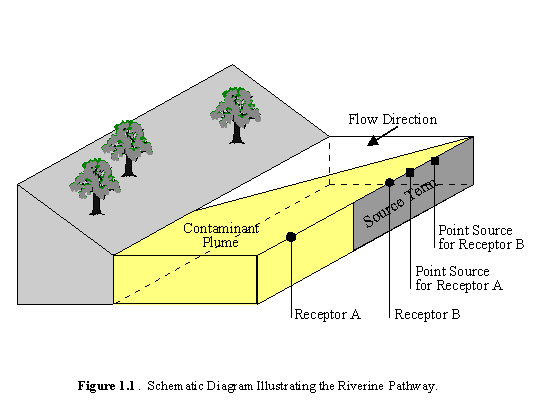 Flow Direction
Contaminant
Plume
Source Term
Point Source
for Receptor B
Point Source
for Receptor A
Receptor A
Receptor B
Figure 1.1 . Schematic Diagram Illustrating the Riverine Pathway.